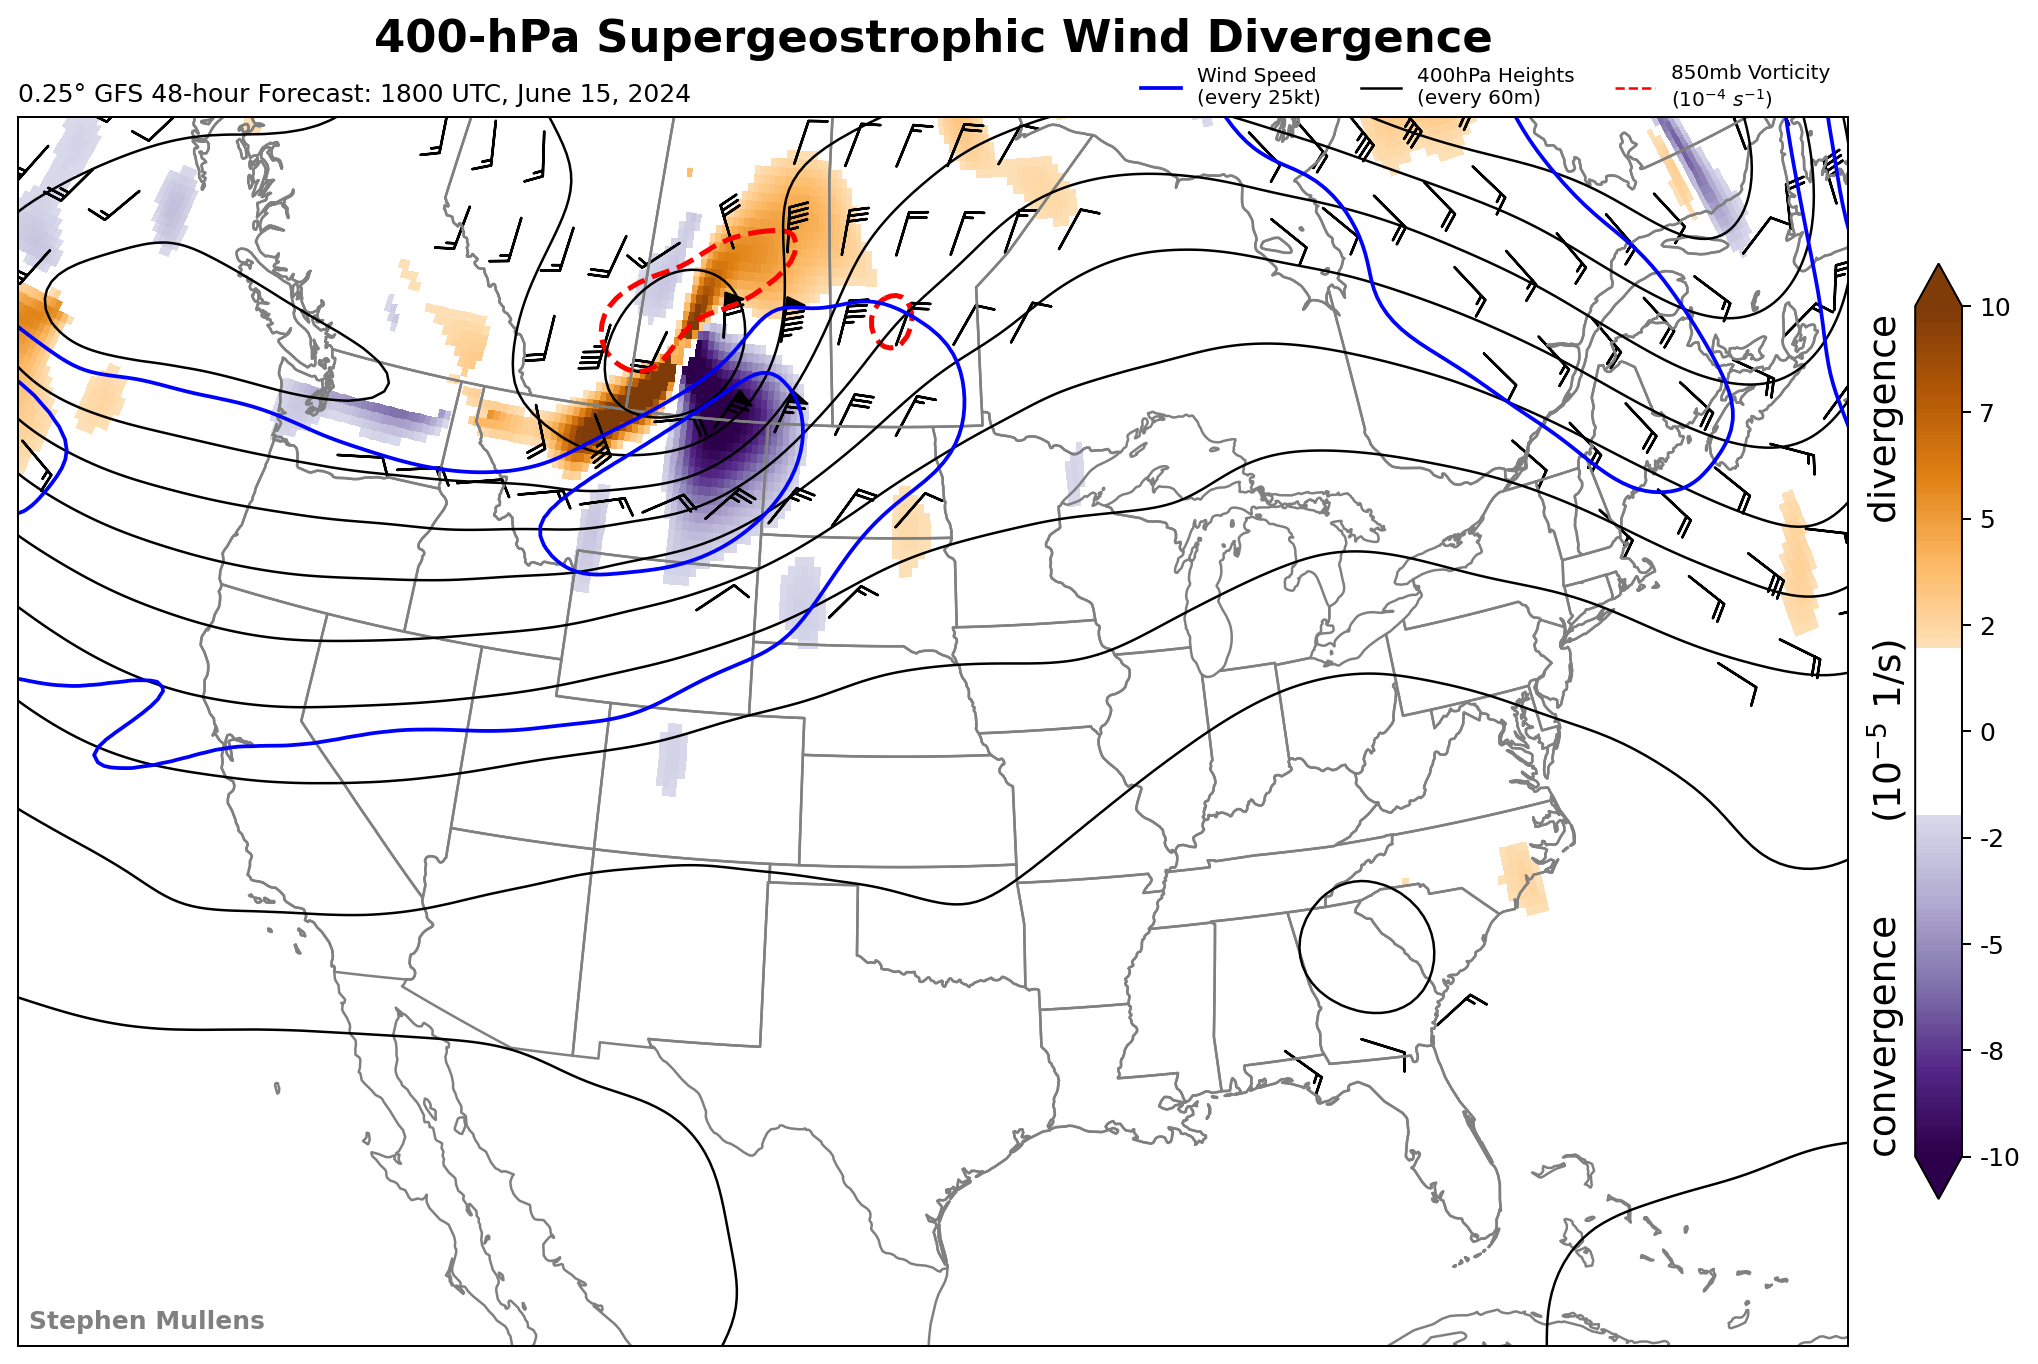 400-hPa Supergeostrophic Wind Divergence
0.25° GFS 48-hour Forecast: 1800 UTC, June 15, 2024
Wind Speed
(every 25kt)
400hPa Heights
(every 60m)
850mb Vorticity
(10⁻⁴ s⁻¹)
10
7
5
2
0
-2
-5
-8
-10
convergence (10⁻⁵ 1/s) divergence
Stephen Mullens